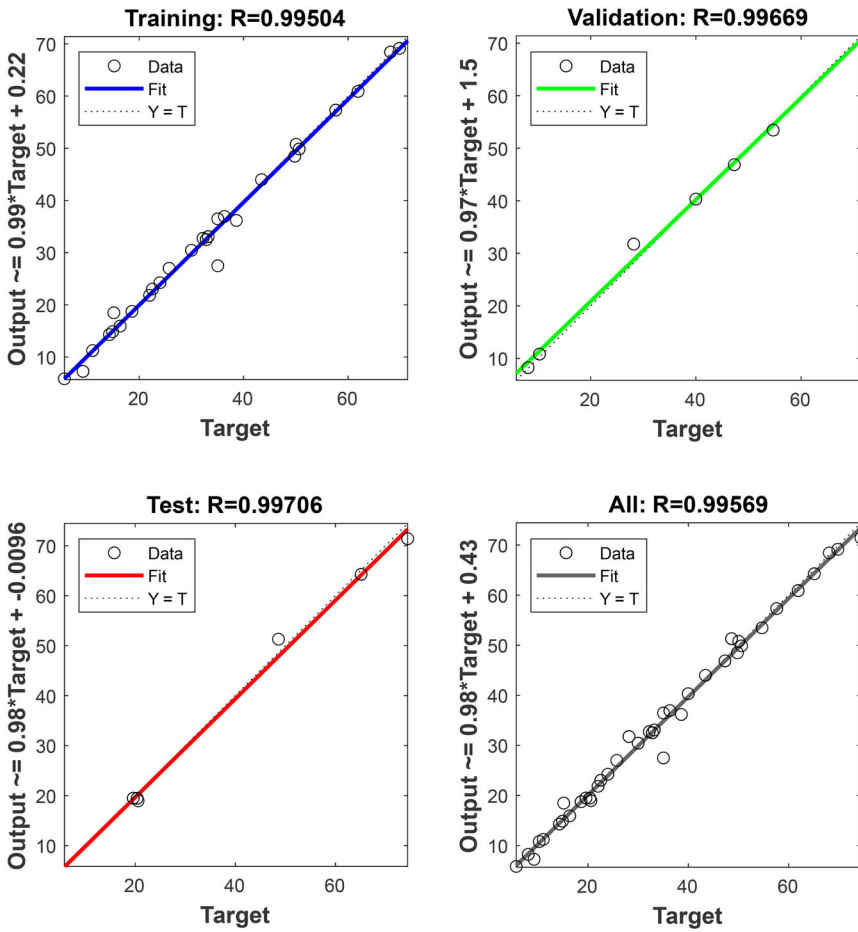 Training: R=0.99504
Output ~= 0.99*Target + 0.22
70
60
50
40
30
20
10
Data
Fit
Y = T
20
40
60
Target
Validation: R=0.99669
Output ~= 0.97*Target + 1.5
70
60
50
40
30
20
10
Data
Fit
Y = T
20
40
60
Target
Test: R=0.99706
Output ~= 0.98*Target + -0.0096
70
60
50
40
30
20
10
Data
Fit
Y = T
20
40
60
Target
All: R=0.99569
Output ~= 0.98*Target + 0.43
70
60
50
40
30
20
10
Data
Fit
Y = T
20
40
60
Target